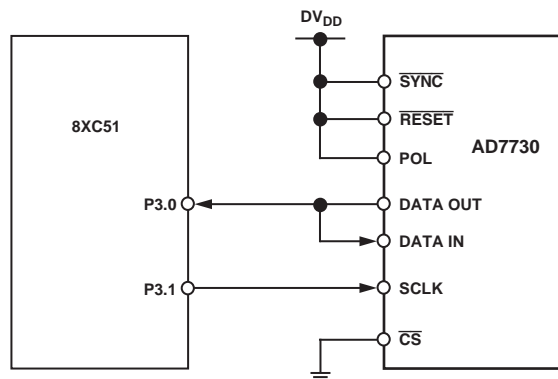 DVDD
SYNC
8XC51
RESET
AD7730
POL
P3.0
DATA OUT
DATA IN
P3.1
SCLK
CS